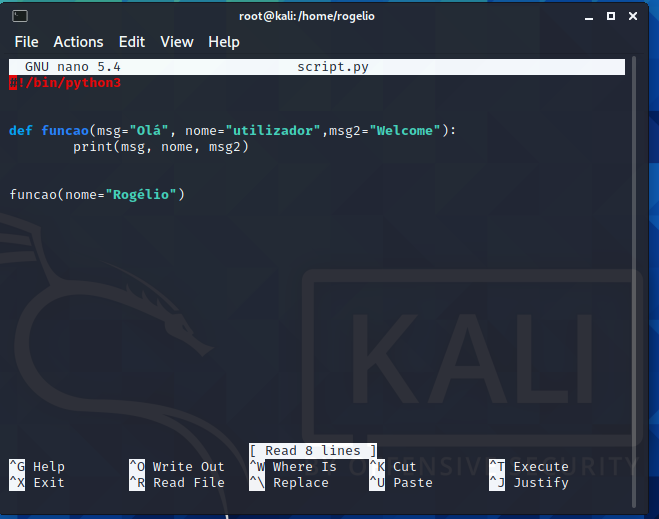 root@kali: /home/rogelio
File Actions Edit View Help
GNU nano 5.4 script.py
#!/bin/python3
def funcao(msg="Olá", nome="utilizador",msg2="Welcome"):
print(msg, nome, msg2)
funcao(nome="Rogélio")
KALI
BY OFFENSIVE SECURITY
[ Read 8 lines ]
^G Help ^O Write Out ^W Where Is ^K Cut ^T Execute
^X Exit ^R Read File ^\ Replace ^U Paste ^J Justify